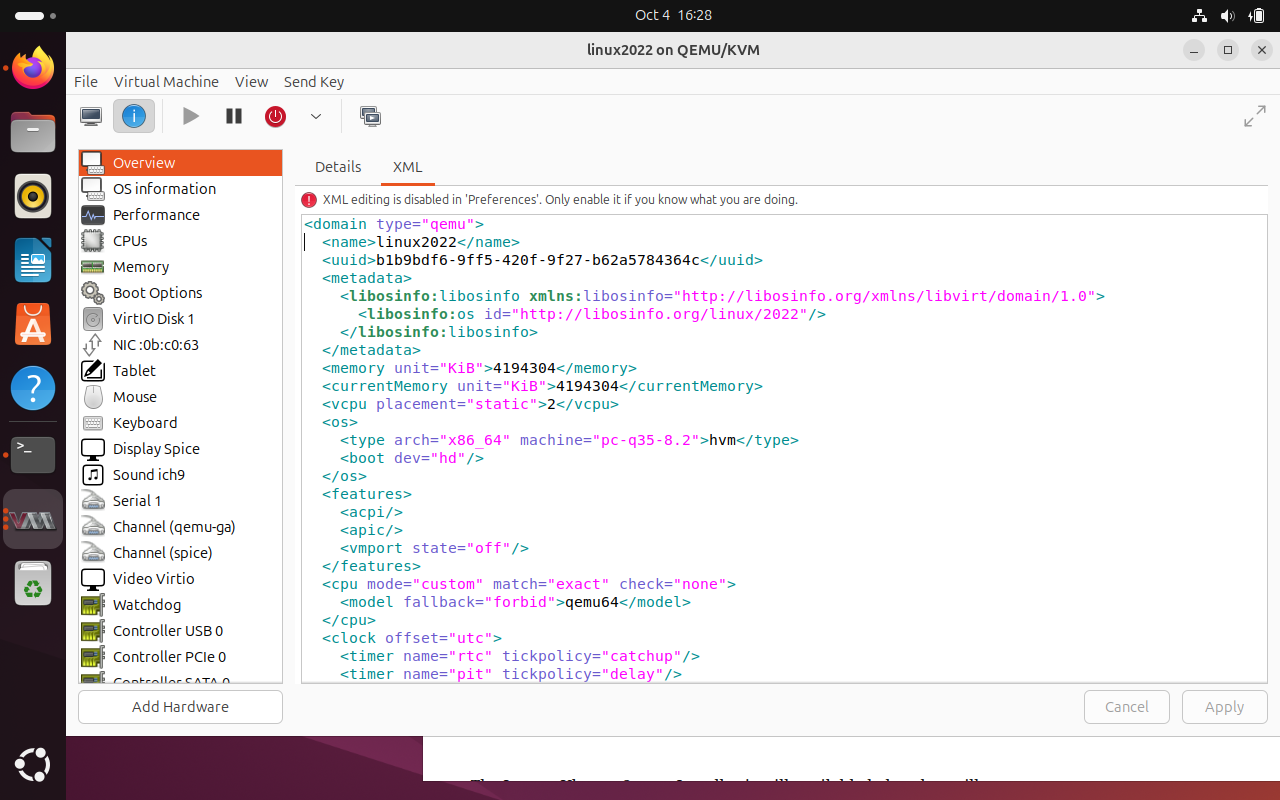 Oct 4  16:28
linux2022 on QEMU/KVM
File Virtual Machine View Send Key
Overview
OS information
Performance
CPUs
Memory
Boot Options
VirtIO Disk 1
NIC :0b:c0:63
Tablet
Mouse
Keyboard
Display Spice
Sound ich9
Serial 1
Channel (qemu-ga)
Channel (spice)
Video Virtio
Watchdog
Controller USB 0
Controller PCIe 0
Controller SATA 0
Add Hardware
Details XML
XML editing is disabled in 'Preferences'. Only enable it if you know what you are doing.
<domain type="qemu">
  <name>linux2022</name>
  <uuid>b1b9bdf6-9ff5-420f-9f27-b62a5784364c</uuid>
  <metadata>
    <libosinfo:libosinfo xmlns:libosinfo="http://libosinfo.org/xmlns/libvirt/domain/1.0">
      <libosinfo:os id="http://libosinfo.org/linux/2022"/>
    </libosinfo:libosinfo>
  </metadata>
  <memory unit="KiB">4194304</memory>
  <currentMemory unit="KiB">4194304</currentMemory>
  <vcpu placement="static">2</vcpu>
  <os>
    <type arch="x86_64" machine="pc-q35-8.2">hvm</type>
    <boot dev="hd"/>
  </os>
  <features>
    <acpi/>
    <apic/>
    <vmport state="off"/>
  </features>
  <cpu mode="custom" match="exact" check="none">
    <model fallback="forbid">qemu64</model>
  </cpu>
  <clock offset="utc">
    <timer name="rtc" tickpolicy="catchup"/>
    <timer name="pit" tickpolicy="delay"/>
Cancel Apply